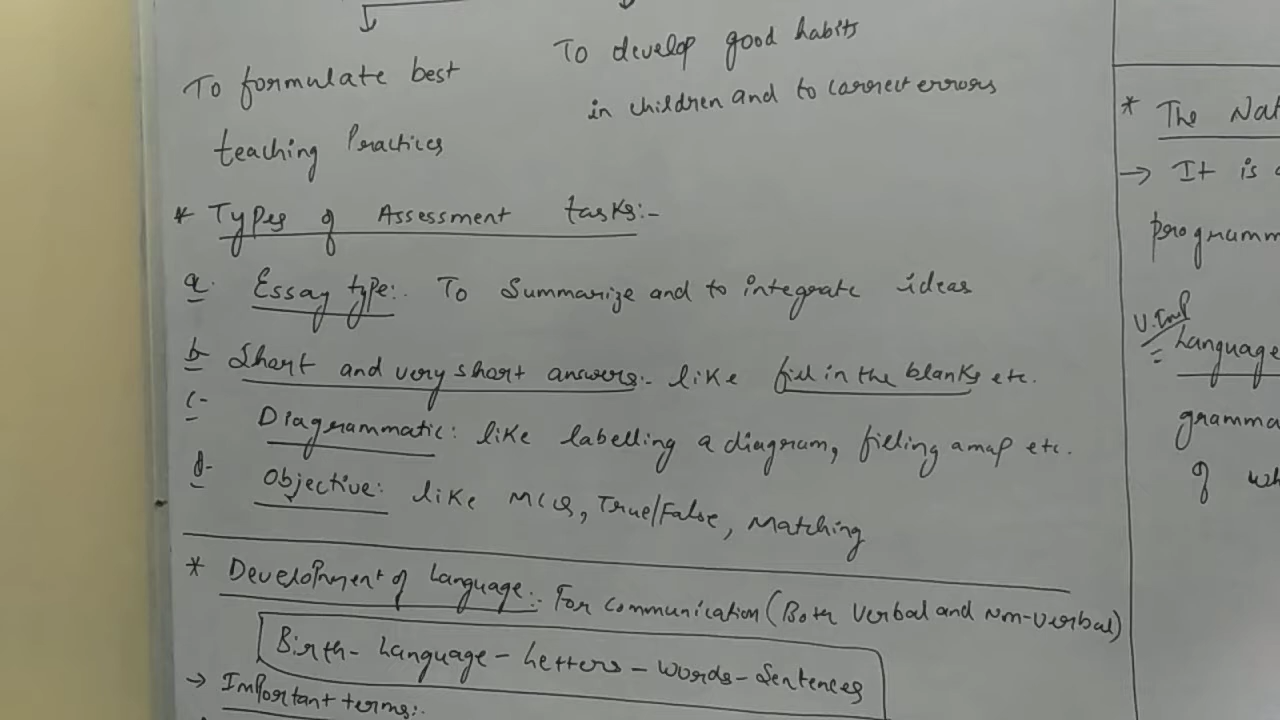 To formulate best
teaching Practices
To develop good habits
in children and to correct errors
* Types of Assessment tasks:-
a. Essay type:- To Summarize and to integrate ideas
b- Short and very short answers:- like fill in the blanks etc.
c- Diagrammatic: like labelling a diagram, filling a map etc.
d- Objective: like MCQ, True/False, Matching
* Development of Language:- For communication (Both Verbal and Non-verbal)
Birth- Language - Letters - Words - Sentences
→ Important terms:-
* The Nat
→ It is
programm
V. Imp
Language
gramma
of wh